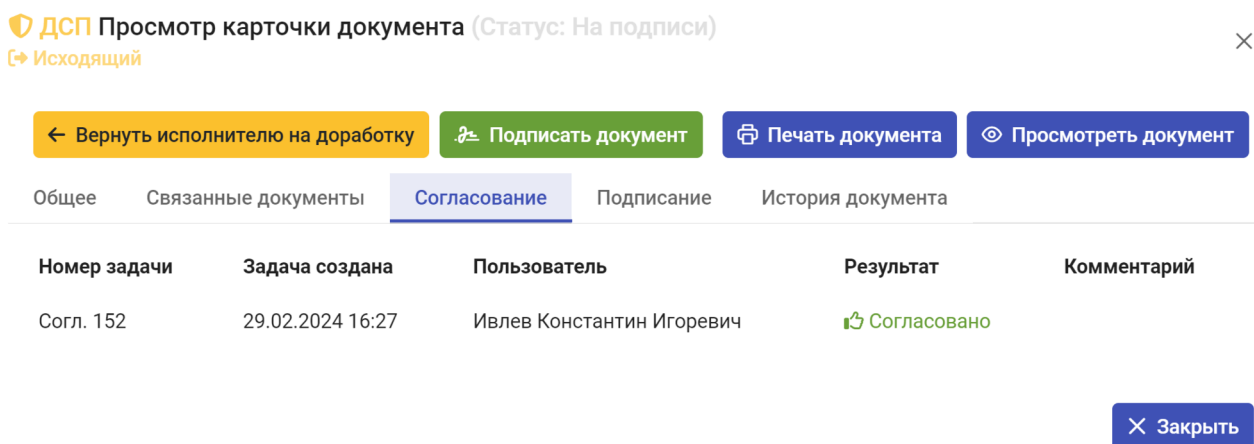 ДСП Просмотр карточки документа (Статус: На подписи)
Исходящий
Вернуть исполнителю на доработку Подписать документ Печать документа Просмотреть документ
Общее Связанные документы Согласование Подписание История документа
Номер задачи Задача создана Пользователь Результат Комментарий
Согл. 152 29.02.2024 16:27 Ивлев Константин Игоревич Согласовано
Закрыть